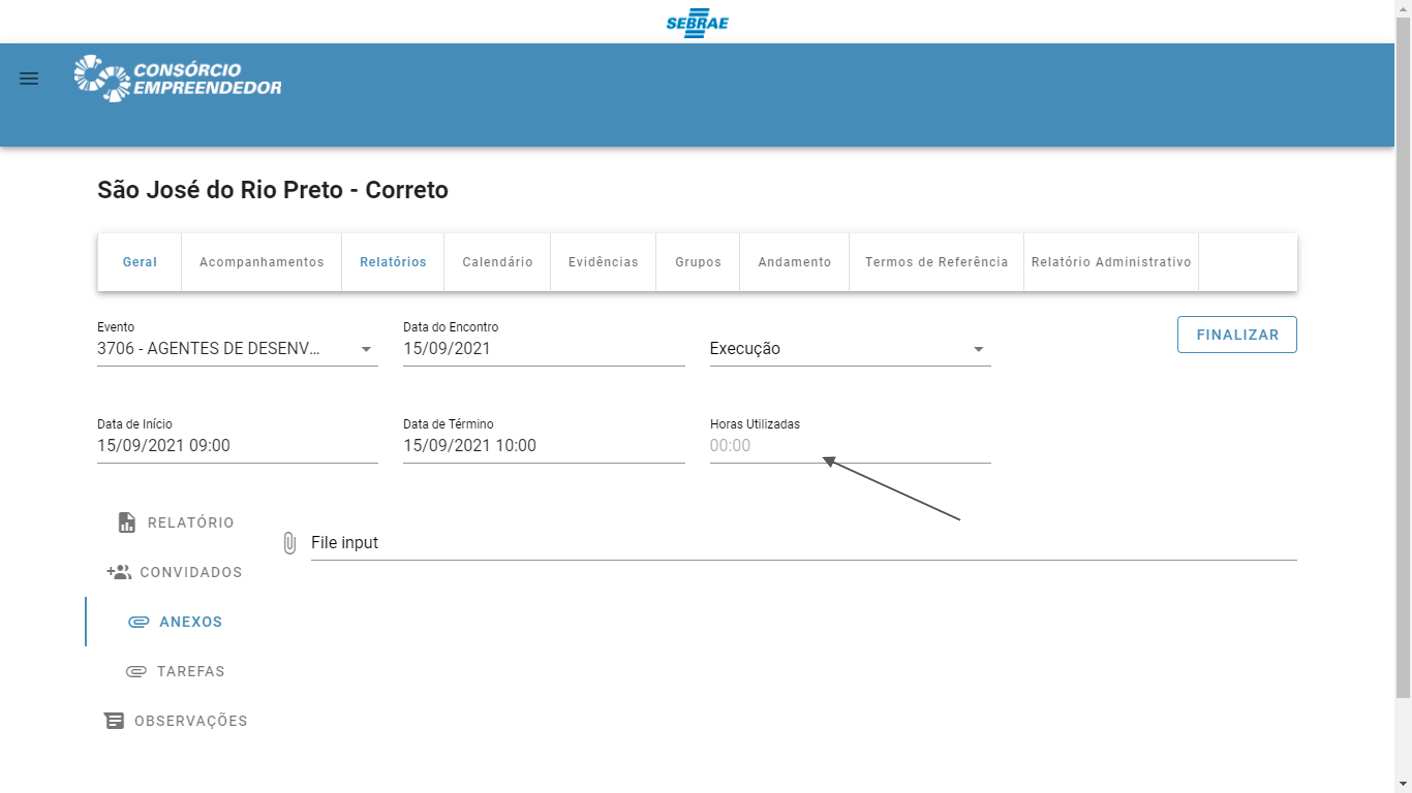 SEBRAE
CONSÓRCIO
EMPREENDEDOR
São José do Rio Preto - Correto
Geral
Acompanhamentos
Relatórios
Calendário
Evidências
Grupos
Andamento
Termos de Referência
Relatório Administrativo
Evento
3706 - AGENTES DE DESENV...
Data do Encontro
15/09/2021
Execução
FINALIZAR
Data de Início
15/09/2021 09:00
Data de Término
15/09/2021 10:00
Horas Utilizadas
00:00
RELATÓRIO
CONVIDADOS
ANEXOS
TAREFAS
OBSERVAÇÕES
File input